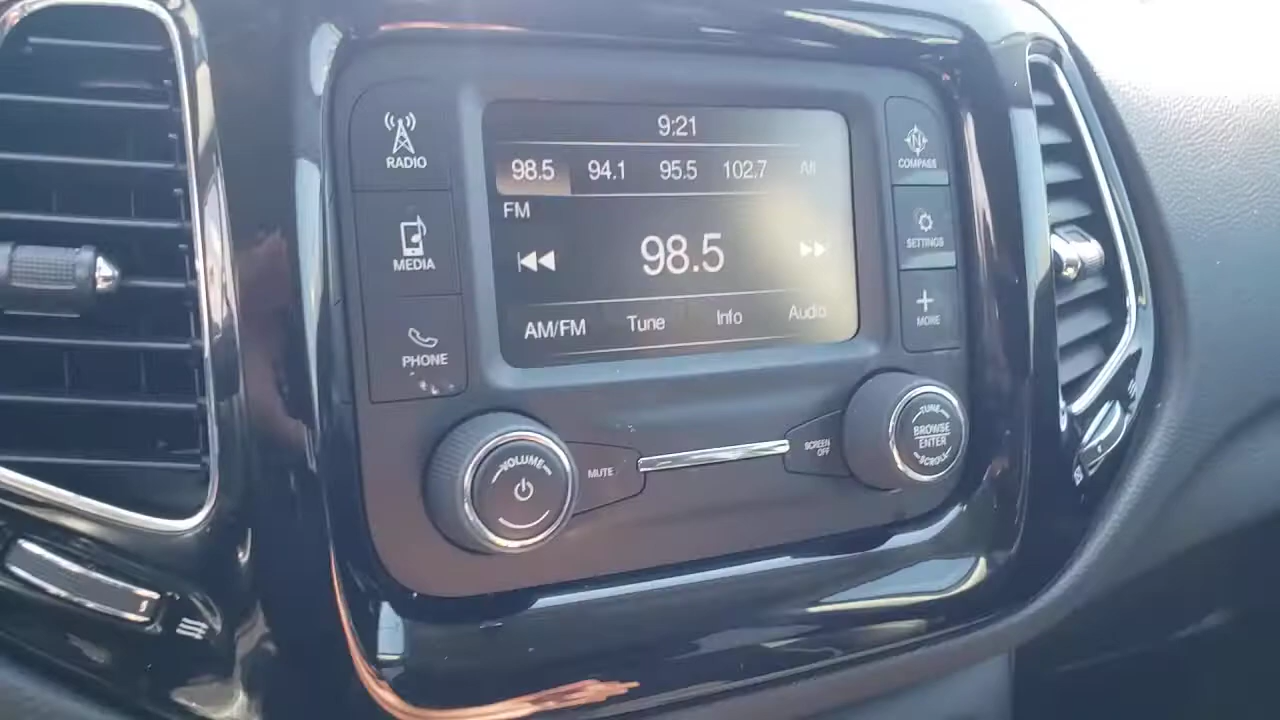 9:21
98.5 94.1 95.5 102.7 All
FM
98.5
AM/FM Tune Info Audio
RADIO
MEDIA
PHONE
N
COMPASS
SETTINGS
MORE
VOLUME
MUTE
SCREEN
OFF
TUNE
BROWSE
ENTER
SCROLL